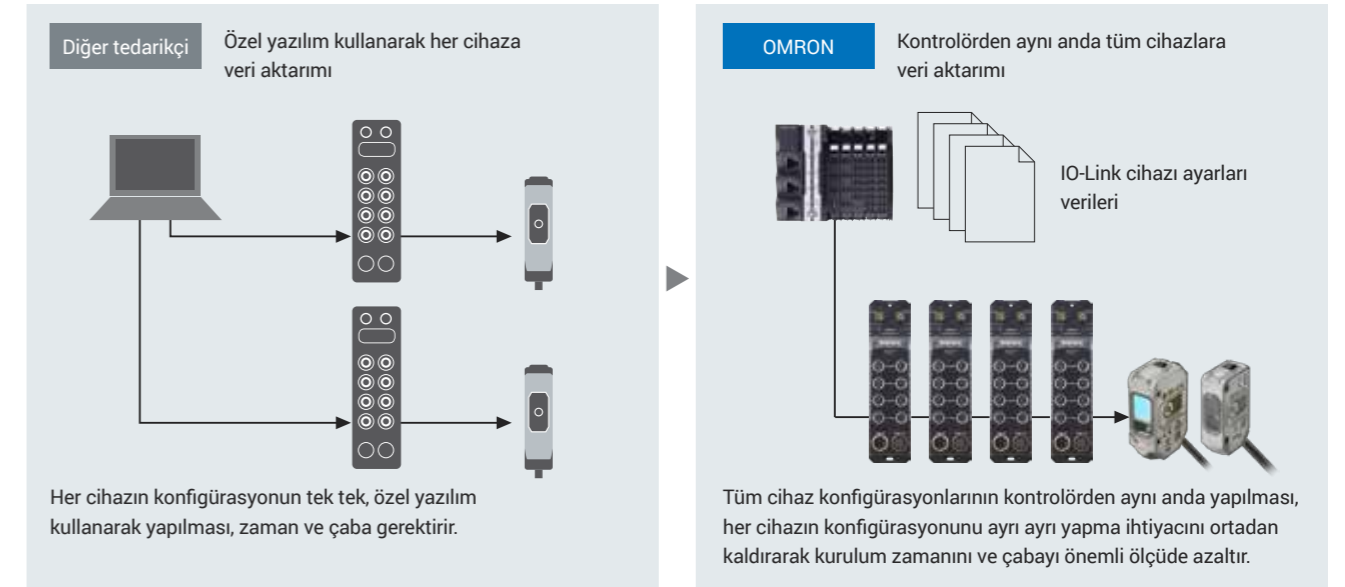 Diğer tedarikçi
Özel yazılım kullanarak her cihaza
veri aktarımı
Her cihazın konfigürasyonun tek tek, özel yazılım
kullanarak yapılması, zaman ve çaba gerektirir.
OMRON
Kontrolörden aynı anda tüm cihazlara
veri aktarımı
IO-Link cihazı ayarları
verileri
Tüm cihaz konfigürasyonlarının kontrolörden aynı anda yapılması,
her cihazın konfigürasyonunu ayrı ayrı yapma ihtiyacını ortadan
kaldırarak kurulum zamanını ve çabayı önemli ölçüde azaltır.